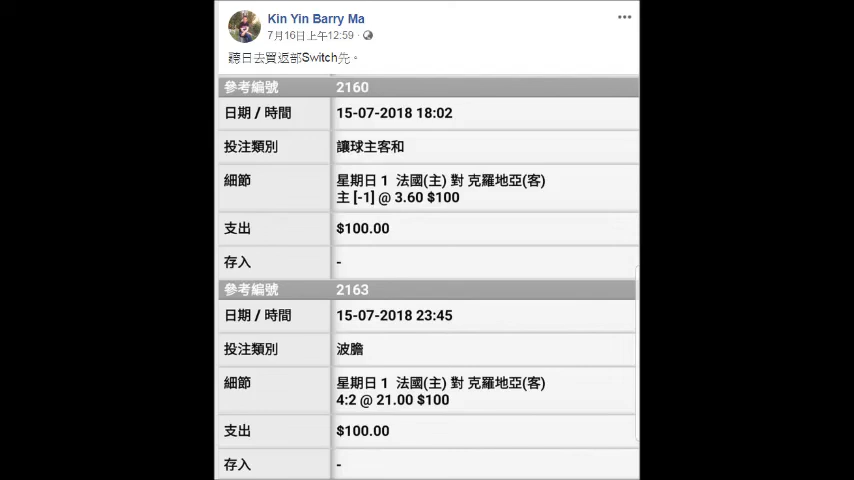 Kin Yin Barry Ma
7月16日上午12:59 ·
聽日去買返部Switch先。
參考編號 2160
日期 / 時間 15-07-2018 18:02
投注類別 讓球主客和
細節 星期日 1 法國(主) 對 克羅地亞(客)
主 [-1] @ 3.60 $100
支出 $100.00
存入 -
參考編號 2163
日期 / 時間 15-07-2018 23:45
投注類別 波膽
細節 星期日 1 法國(主) 對 克羅地亞(客)
4:2 @ 21.00 $100
支出 $100.00
存入 -